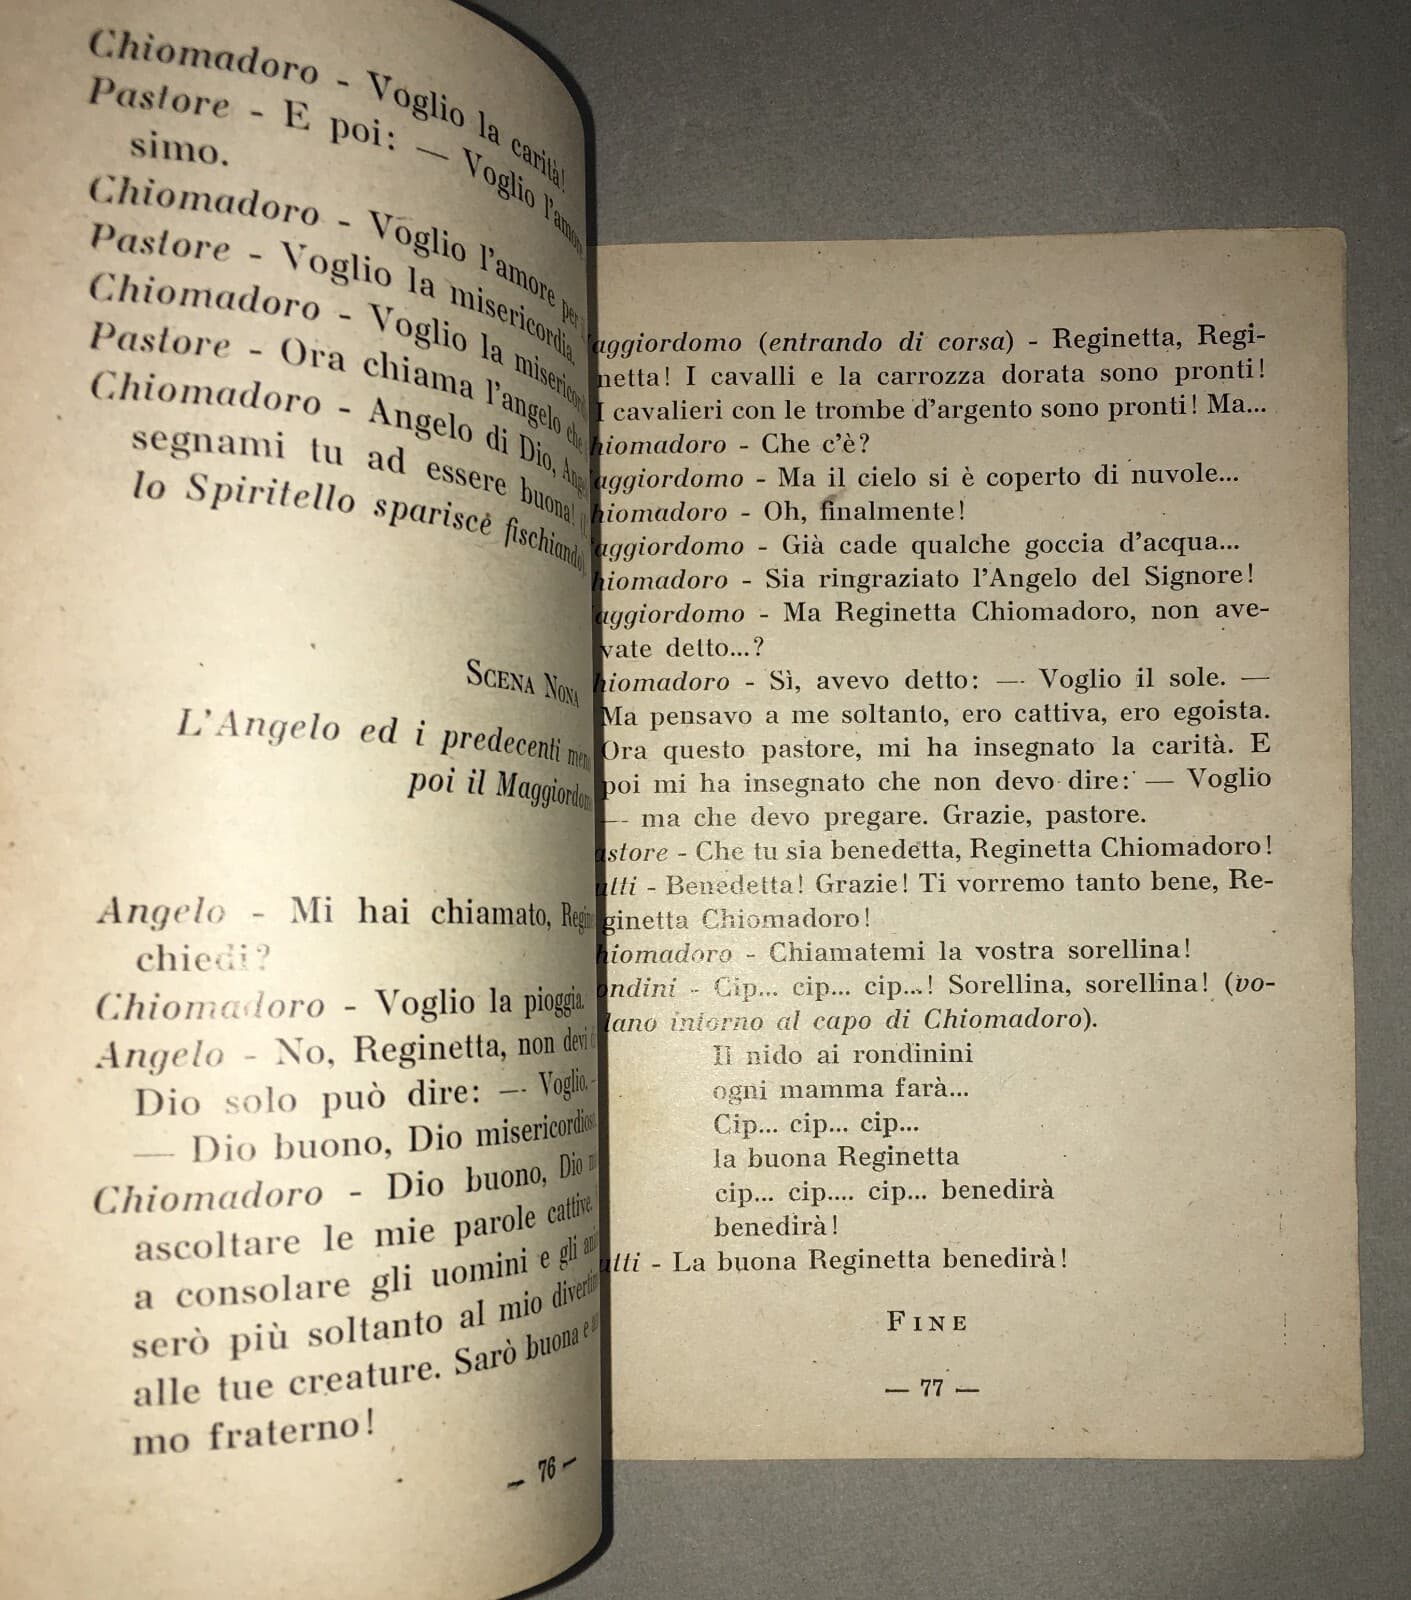 Chiomadoro - Voglio la carità!
Pastore - E poi: — Voglio l'amor
simo.
Chiomadoro - Voglio l'amore per
Pastore - Voglio la misericordia.
Chiomadoro - Voglio la misericor
Pastore - Ora chiama l'angelo che
Chiomadoro - Angelo di Dio, Ang
segnami tu ad essere buona!
lo Spiritello sparisce fischiando)
SCENA NONA
L'Angelo ed i predecenti men
poi il Maggiordom
Angelo - Mi hai chiamato, Regin
chiedi?
Chiomadoro - Voglio la pioggia.
Angelo - No, Reginetta, non devi
Dio solo può dire: — Voglio. —
— Dio buono, Dio misericordios
Chiomadoro - Dio buono, Dio
ascoltare le mie parole cattive.
a consolare gli uomini e gli ani
serò più soltanto al mio divertim
alle tue creature. Sarò buona e
mo fraterno!
— 76 —
aggiordomo (entrando di corsa) - Reginetta, Regi-
netta! I cavalli e la carrozza dorata sono pronti!
I cavalieri con le trombe d'argento sono pronti! Ma...
hiomadoro - Che c'è?
aggiordomo - Ma il cielo si è coperto di nuvole...
hiomadoro - Oh, finalmente!
aggiordomo - Già cade qualche goccia d'acqua...
hiomadoro - Sia ringraziato l'Angelo del Signore!
aggiordomo - Ma Reginetta Chiomadoro, non ave-
vate detto...?
hiomadoro - Sì, avevo detto: — Voglio il sole. —
Ma pensavo a me soltanto, ero cattiva, ero egoista.
Ora questo pastore, mi ha insegnato la carità. E
poi mi ha insegnato che non devo dire: — Voglio
— ma che devo pregare. Grazie, pastore.
astore - Che tu sia benedetta, Reginetta Chiomadoro!
utti - Benedetta! Grazie! Ti vorremo tanto bene, Re-
ginetta Chiomadoro!
hiomadoro - Chiamatemi la vostra sorellina!
ondini - Cip... cip... cip...! Sorellina, sorellina! (vo-
lano intorno al capo di Chiomadoro).
Il nido ai rondinini
ogni mamma farà...
Cip... cip... cip...
la buona Reginetta
cip... cip.... cip... benedirà
benedirà!
utti - La buona Reginetta benedirà!
FINE
— 77 —